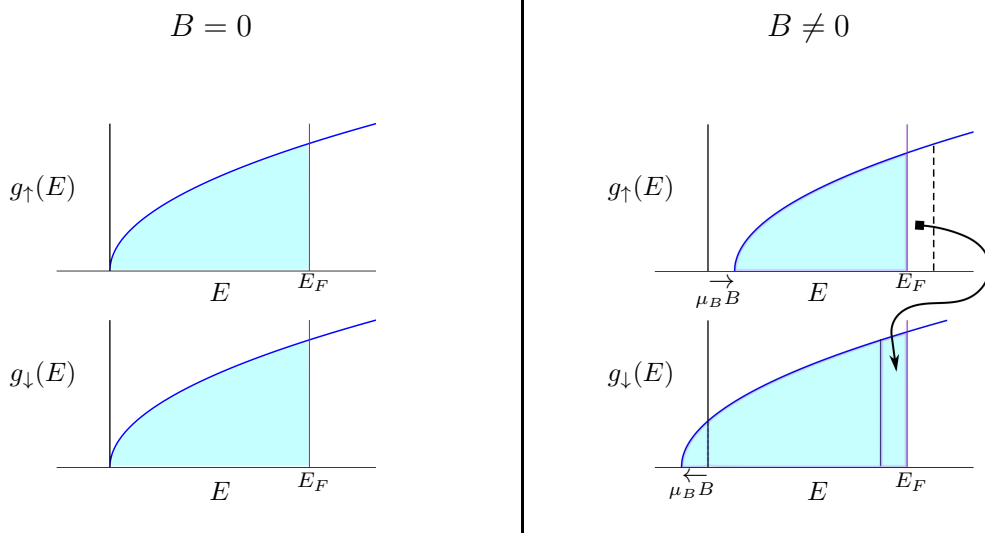 B = 0
g↑(E)
E_F
E
g↓(E)
E_F
E
B ≠ 0
g↑(E)
→
μ_B B
E
E_F
g↓(E)
←
μ_B B
E
E_F